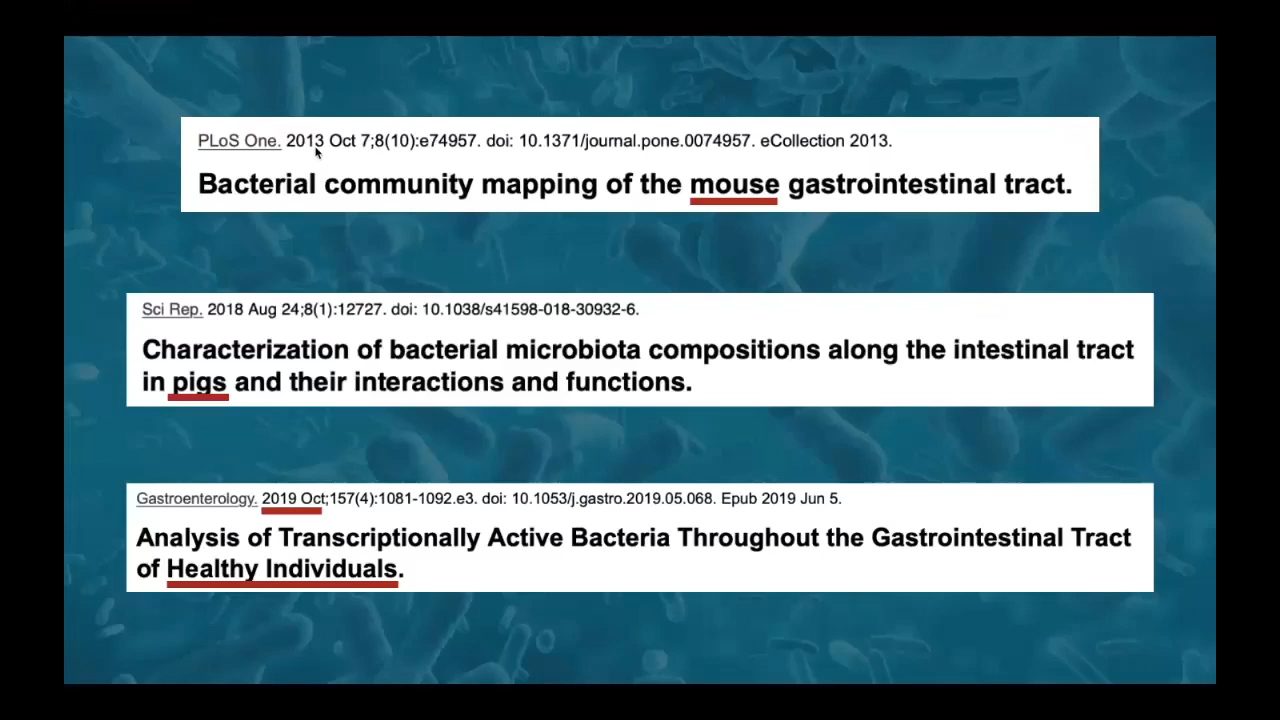 PLoS One. 2013 Oct 7;8(10):e74957. doi: 10.1371/journal.pone.0074957. eCollection 2013.
Bacterial community mapping of the mouse gastrointestinal tract.
Sci Rep. 2018 Aug 24;8(1):12727. doi: 10.1038/s41598-018-30932-6.
Characterization of bacterial microbiota compositions along the intestinal tract
in pigs and their interactions and functions.
Gastroenterology. 2019 Oct;157(4):1081-1092.e3. doi: 10.1053/j.gastro.2019.05.068. Epub 2019 Jun 5.
Analysis of Transcriptionally Active Bacteria Throughout the Gastrointestinal Tract
of Healthy Individuals.